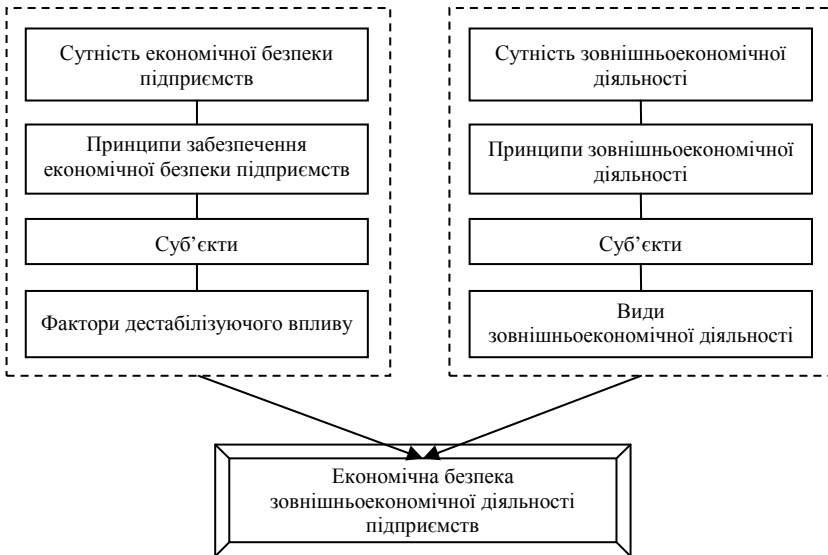 Сутність економічної безпеки
підприємств
Принципи забезпечення
економічної безпеки підприємств
Суб’єкти
Фактори дестабілізуючого впливу
Сутність зовнішньоекономічної
діяльності
Принципи зовнішньоекономічної
діяльності
Суб’єкти
Види
зовнішньоекономічної діяльності
Економічна безпека
зовнішньоекономічної діяльності
підприємств